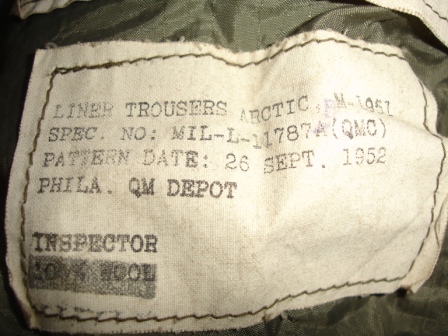 LINER TROUSERS ARCTIC, M-1951
SPEC. NO: MIL-L-11787A(QMC)
PATTERN DATE: 26 SEPT. 1952
PHILA. QM DEPOT
INSPECTOR
100% WOOL